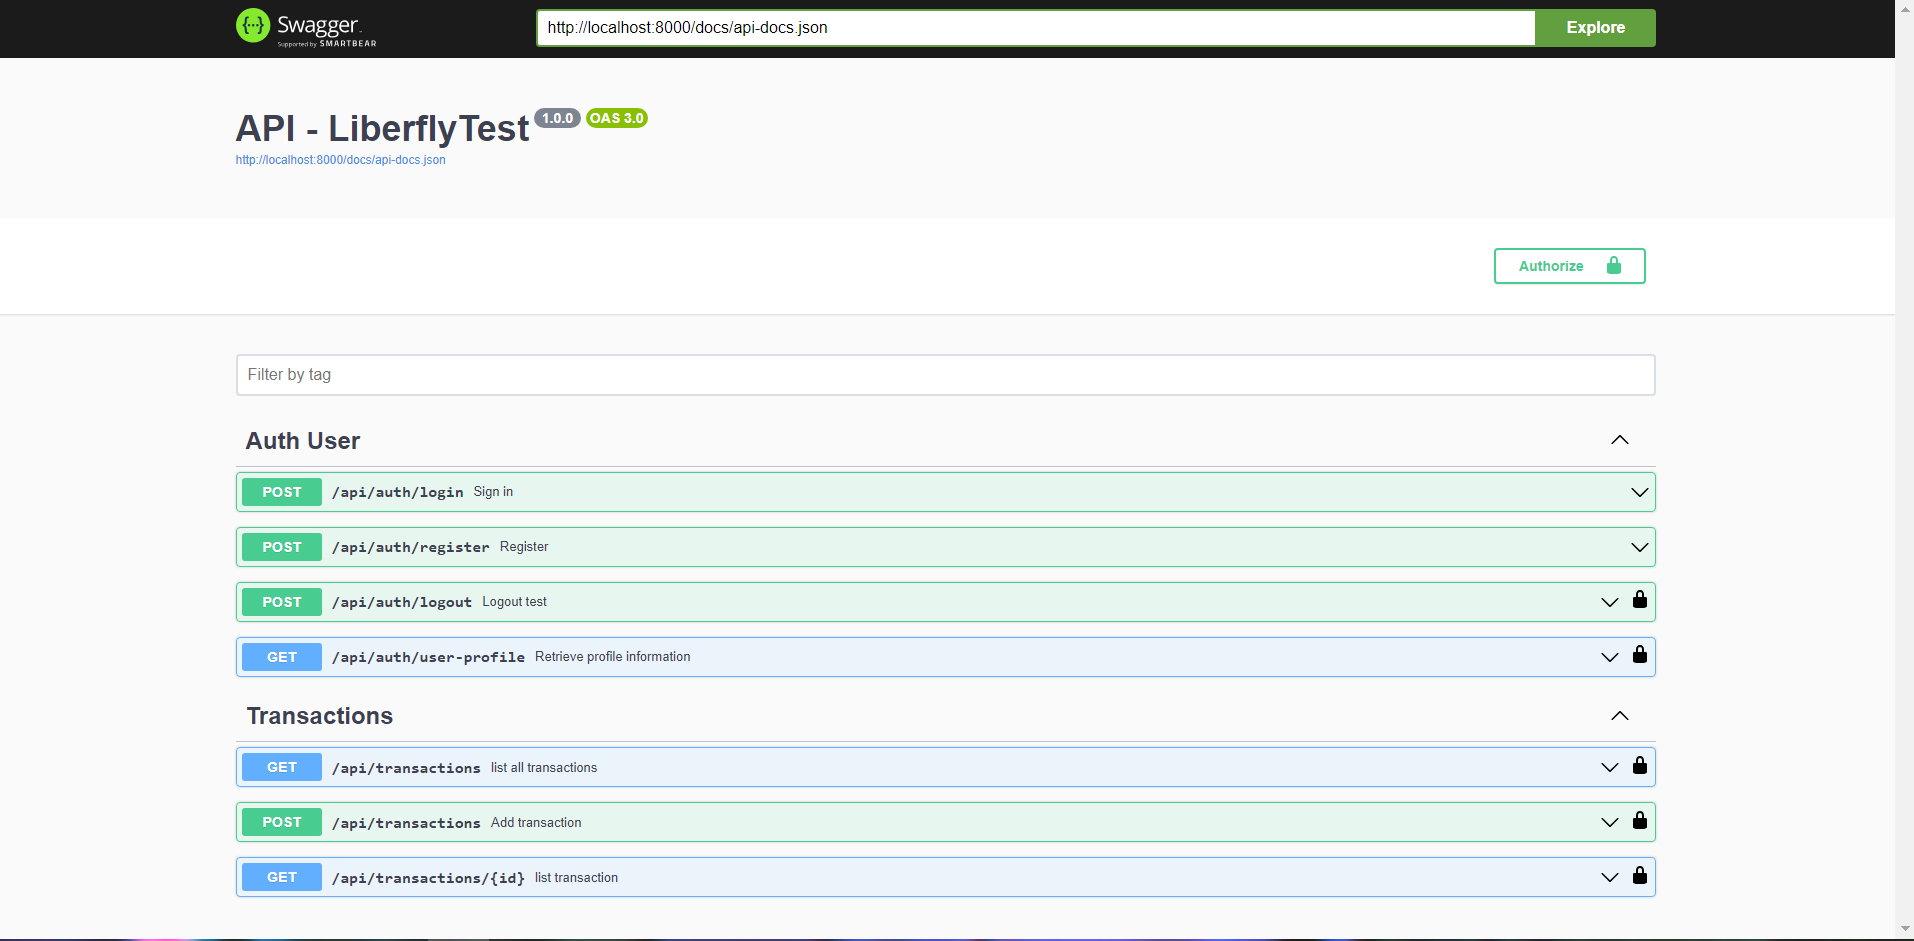 Swagger
Supported by SMARTBEAR
http://localhost:8000/docs/api-docs.json
Explore
API - LiberflyTest 1.0.0 OAS 3.0
http://localhost:8000/docs/api-docs.json
Authorize
Filter by tag
Auth User
POST /api/auth/login Sign in
POST /api/auth/register Register
POST /api/auth/logout Logout test
GET /api/auth/user-profile Retrieve profile information
Transactions
GET /api/transactions list all transactions
POST /api/transactions Add transaction
GET /api/transactions/{id} list transaction